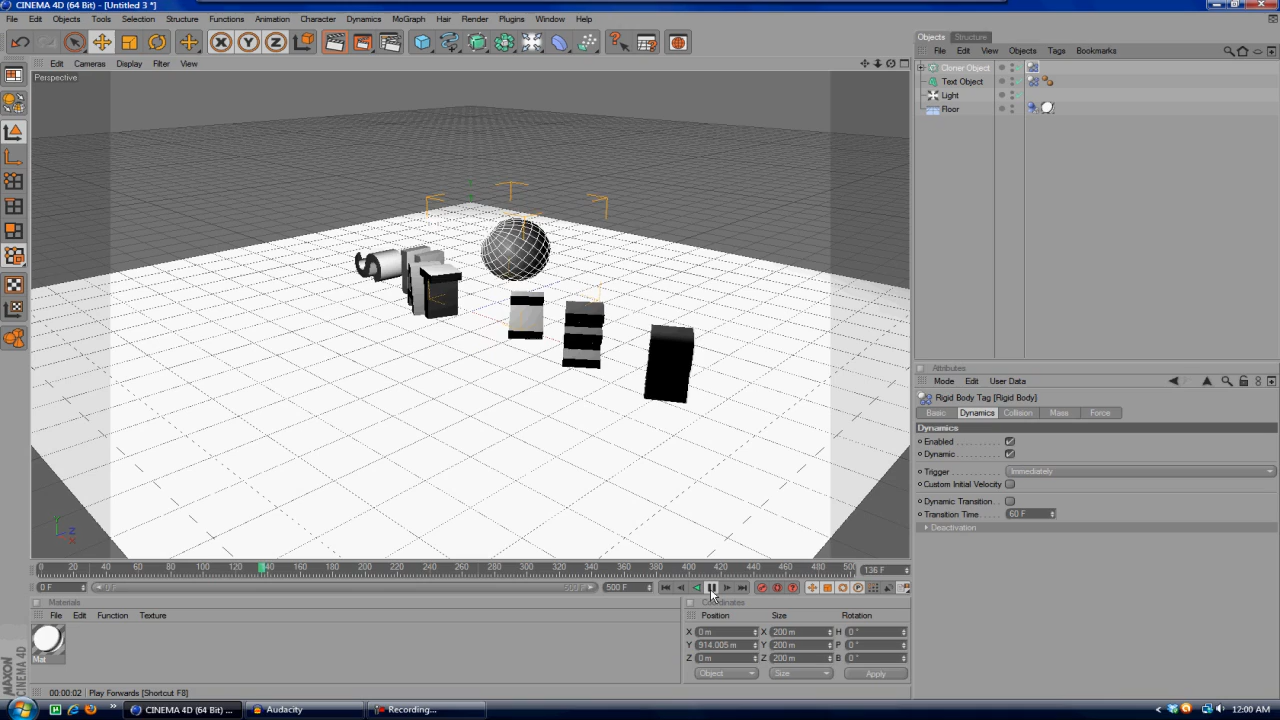 CINEMA 4D (64 Bit) - [Untitled 3 *]
File Edit Objects Tools Selection Structure Functions Animation Character Dynamics MoGraph Hair Render Plugins Window Help
X Y Z
Edit Cameras Display Filter View
Perspective
Objects Structure
File Edit View Objects Tags Bookmarks
Cloner Object
Text Object
Light
Floor
Attributes
Mode Edit User Data
Rigid Body Tag [Rigid Body]
Basic Dynamics Collision Mass Force
Dynamics
Enabled
Dynamic
Trigger Immediately
Custom Initial Velocity
Dynamic Transition
Transition Time 60 F
Deactivation
Y Z X
0 20 40 60 80 100 120 140 160 180 200 220 240 260 280 300 320 340 360 380 400 420 440 460 480 136 F
0 F 500 F
Materials
File Edit Function Texture
Mat
Coordinates
Position Size Rotation
X 0 m X 200 m H 0 °
Y 914.005 m Y 200 m P 0 °
Z 0 m Z 200 m B 0 °
Object Size Apply
MAXON
CINEMA 4D
00:00:02 Play Forwards [Shortcut F8]
CINEMA 4D (64 Bit) ... Audacity Recording... 12:00 AM